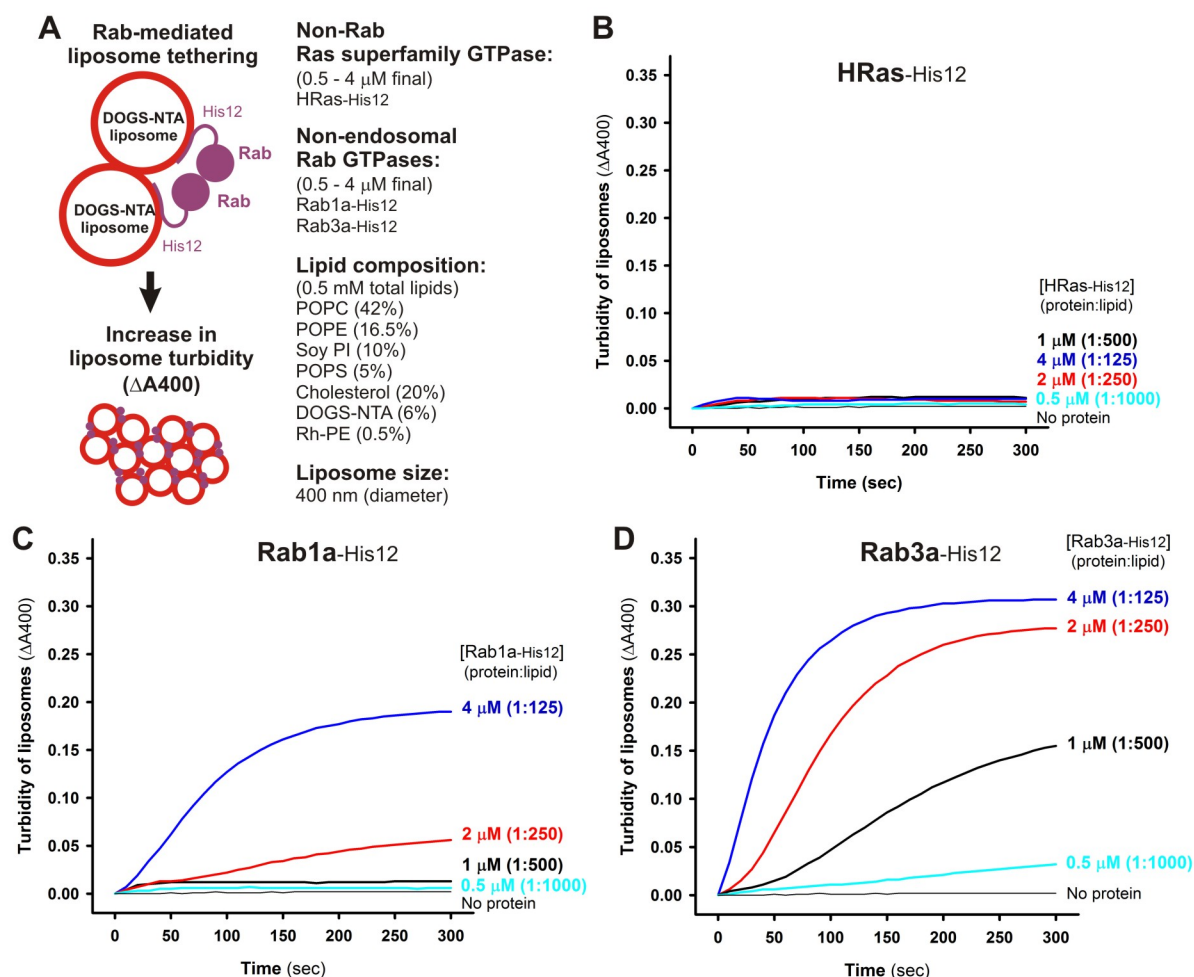 A
Rab-mediated
liposome tethering
DOGS-NTA
liposome
His12
Rab
Rab
DOGS-NTA
liposome
His12
Increase in
liposome turbidity
(ΔA400)
Non-Rab
Ras superfamily GTPase:
(0.5 - 4 μM final)
HRas-His12
Non-endosomal
Rab GTPases:
(0.5 - 4 μM final)
Rab1a-His12
Rab3a-His12
Lipid composition:
(0.5 mM total lipids)
POPC (42%)
POPE (16.5%)
Soy PI (10%)
POPS (5%)
Cholesterol (20%)
DOGS-NTA (6%)
Rh-PE (0.5%)
Liposome size:
400 nm (diameter)
B
HRas-His12
Turbidity of liposomes (ΔA400)
0.35
0.30
0.25
0.20
0.15
0.10
0.05
0.00
[HRas-His12]
(protein:lipid)
1 μM (1:500)
4 μM (1:125)
2 μM (1:250)
0.5 μM (1:1000)
No protein
0 50 100 150 200 250 300
Time (sec)
C
Rab1a-His12
Turbidity of liposomes (ΔA400)
0.35
0.30
0.25
0.20
0.15
0.10
0.05
0.00
[Rab1a-His12]
(protein:lipid)
4 μM (1:125)
2 μM (1:250)
1 μM (1:500)
0.5 μM (1:1000)
No protein
0 50 100 150 200 250 300
Time (sec)
D
Rab3a-His12
Turbidity of liposomes (ΔA400)
0.35
0.30
0.25
0.20
0.15
0.10
0.05
0.00
[Rab3a-His12]
(protein:lipid)
4 μM (1:125)
2 μM (1:250)
1 μM (1:500)
0.5 μM (1:1000)
No protein
0 50 100 150 200 250 300
Time (sec)